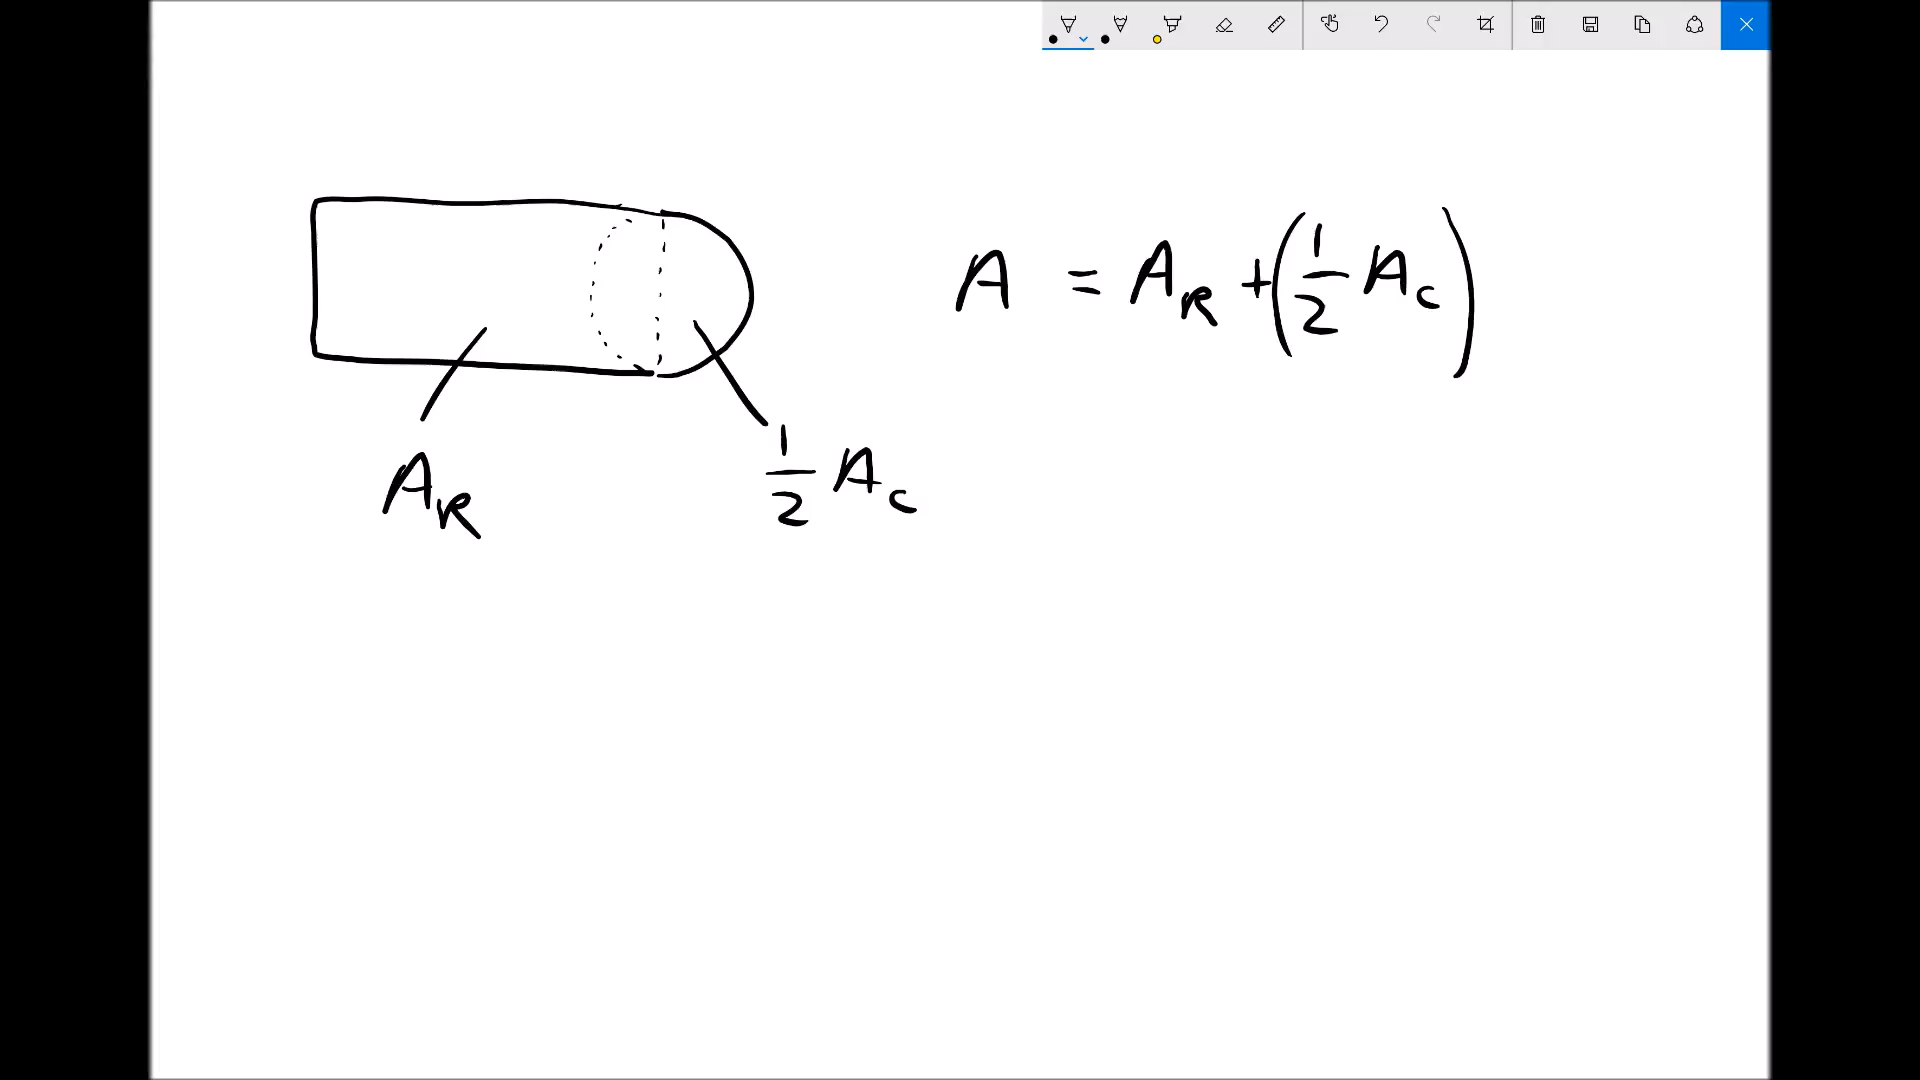 A = A_R + (1/2 A_c)
A_R
1/2 A_c